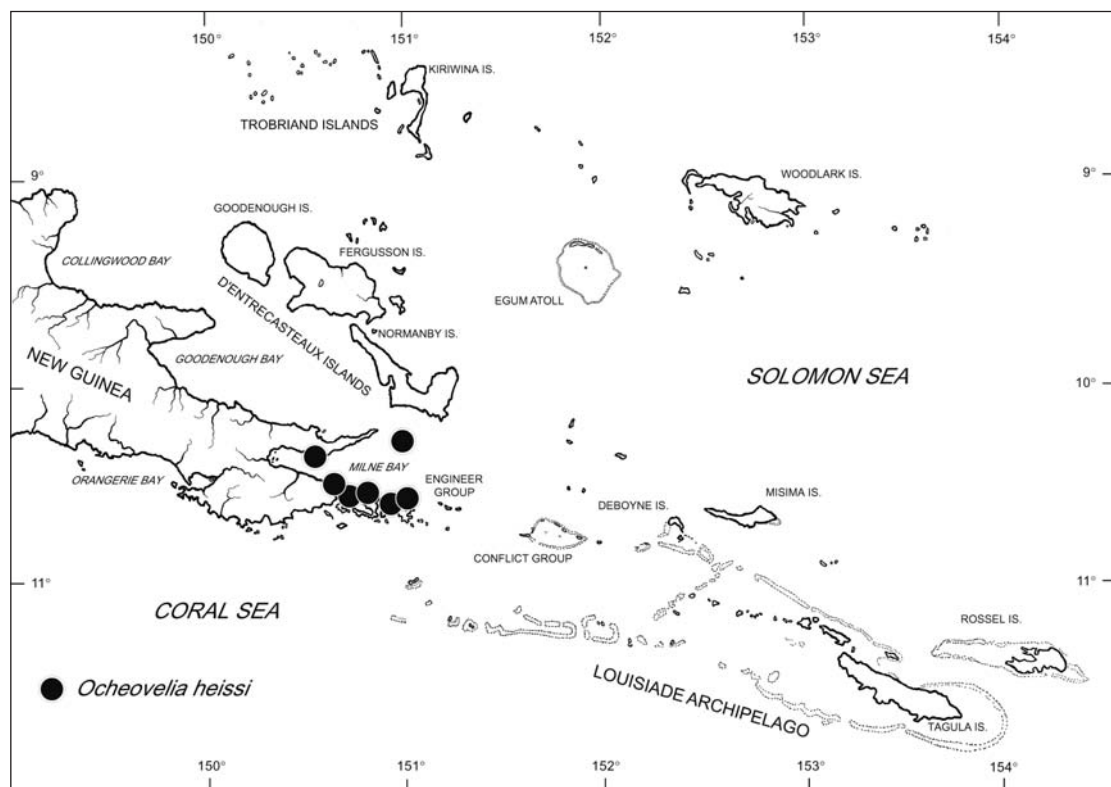 150° 151° 152° 153° 154°
KIRIWINA IS.
TROBRIAND ISLANDS
9° 9°
WOODLARK IS.
GOODENOUGH IS.
FERGUSSON IS.
COLLINGWOOD BAY
EGUM ATOLL
D'ENTRECASTEAUX ISLANDS
NORMANBY IS.
GOODENOUGH BAY
NEW GUINEA
SOLOMON SEA
10°
MILNE BAY
ORANGERIE BAY
ENGINEER
GROUP
MISIMA IS.
DEBOYNE IS.
CONFLICT GROUP
11° 11°
CORAL SEA
ROSSEL IS.
LOUISIADE ARCHIPELAGO
Ocheovelia heissi
TAGULA IS.
150° 151° 152° 153° 154°